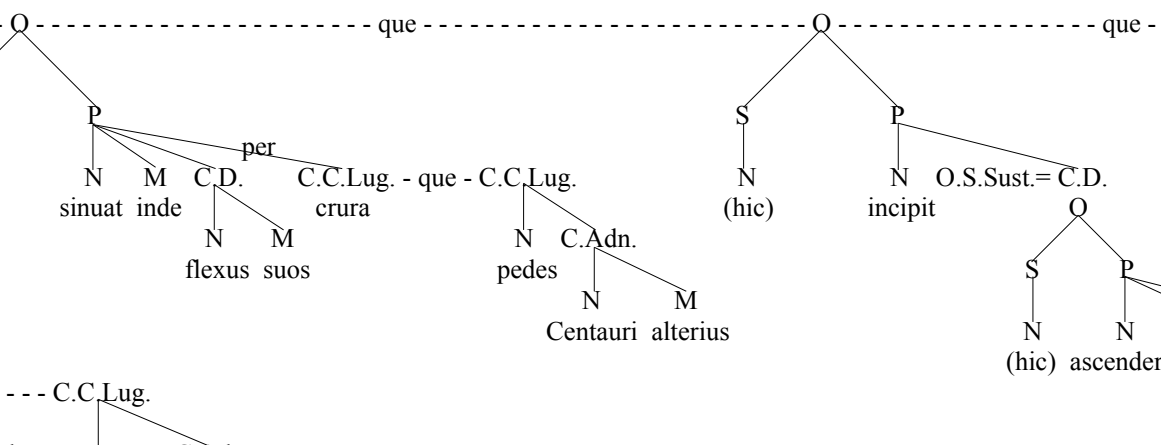 O - - - - - - - - - - - - - - - - - - - - - - - - - - - - - - que - - - - - - - - - - - - - - - - - - - - - - - - - - - - - - - - - - O - - - - - - - - - - - - - - - - - - - - - - - que -
P S P
per
N M C.D. C.C.Lug. - que - C.C.Lug. N N O.S.Sust.= C.D.
sinuat inde crura (hic) incipit O
N M N C.Adn.
flexus suos pedes S P
N M
Centauri alterius N N
(hic) ascender
- - - C.C.Lug.